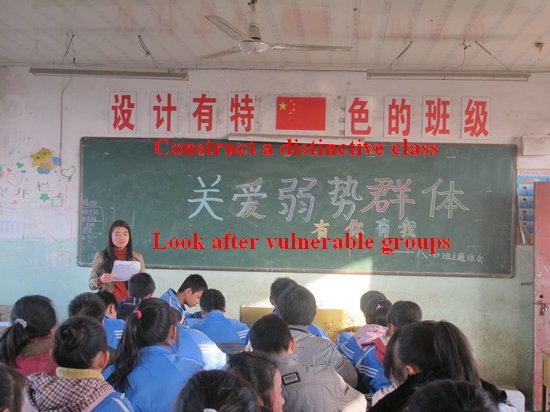 设计有特色的班级
Construct a distinctive class
关爱弱势群体
有你有我
Look after vulnerable groups